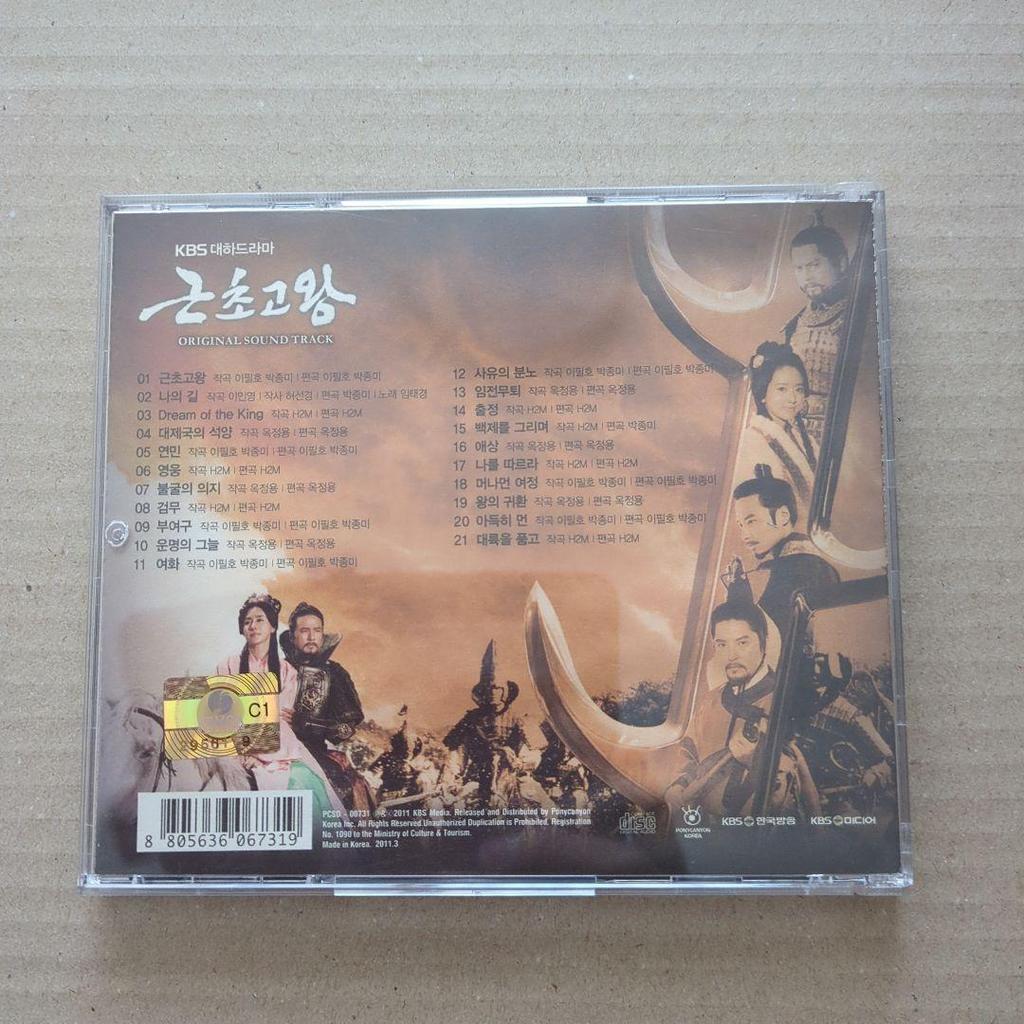 KBS 대하드라마
근초고왕
ORIGINAL SOUND TRACK
01 근초고왕 작곡 이필호 박종미 | 편곡 이필호 박종미
02 나의 길 작곡 이민영 | 작사 허선경 | 편곡 박종미 | 노래 임태경
03 Dream of the King 작곡 H2M | 편곡 H2M
04 대제국의 석양 작곡 옥정용 | 편곡 옥정용
05 연민 작곡 이필호 박종미 | 편곡 이필호 박종미
06 영웅 작곡 H2M | 편곡 H2M
07 불굴의 의지 작곡 옥정용 | 편곡 옥정용
08 검무 작곡 H2M | 편곡 H2M
09 부여구 작곡 이필호 박종미 | 편곡 이필호 박종미
10 운명의 그늘 작곡 옥정용 | 편곡 옥정용
11 여화 작곡 이필호 박종미 | 편곡 이필호 박종미
12 사유의 분노 작곡 이필호 박종미 | 편곡 이필호 박종미
13 임전무퇴 작곡 옥정용 | 편곡 옥정용
14 출정 작곡 H2M | 편곡 H2M
15 백제를 그리며 작곡 H2M | 편곡 박종미
16 애상 작곡 옥정용 | 편곡 옥정용
17 나를 따르라 작곡 H2M | 편곡 H2M
18 머나먼 여정 작곡 이필호 박종미 | 편곡 이필호 박종미
19 왕의 귀환 작곡 옥정용 | 편곡 옥정용
20 아득히 먼 작곡 이필호 박종미 | 편곡 이필호 박종미
21 대륙을 품고 작곡 H2M | 편곡 H2M
C1
8 805636 067319
PCSD - 00731 ℗ © 2011 KBS Media. Released and Distributed by Ponycanyon
Korea Inc. All Rights Reserved Unauthorized Duplication is Prohibited. Registration
No. 1090 to the Ministry of Culture & Tourism.
Made in Korea. 2011.3
disc
PONYCANYON
KOREA
KBS 한국방송
KBS 미디어